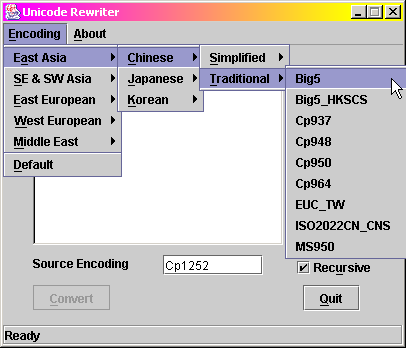 Unicode Rewriter
Encoding About
East Asia
SE & SW Asia
East European
West European
Middle East
Default
Chinese
Japanese
Korean
Simplified
Traditional
Big5
Big5_HKSCS
Cp937
Cp948
Cp950
Cp964
EUC_TW
ISO2022CN_CNS
MS950
Source Encoding Cp1252 Recursive
Convert Quit
Ready